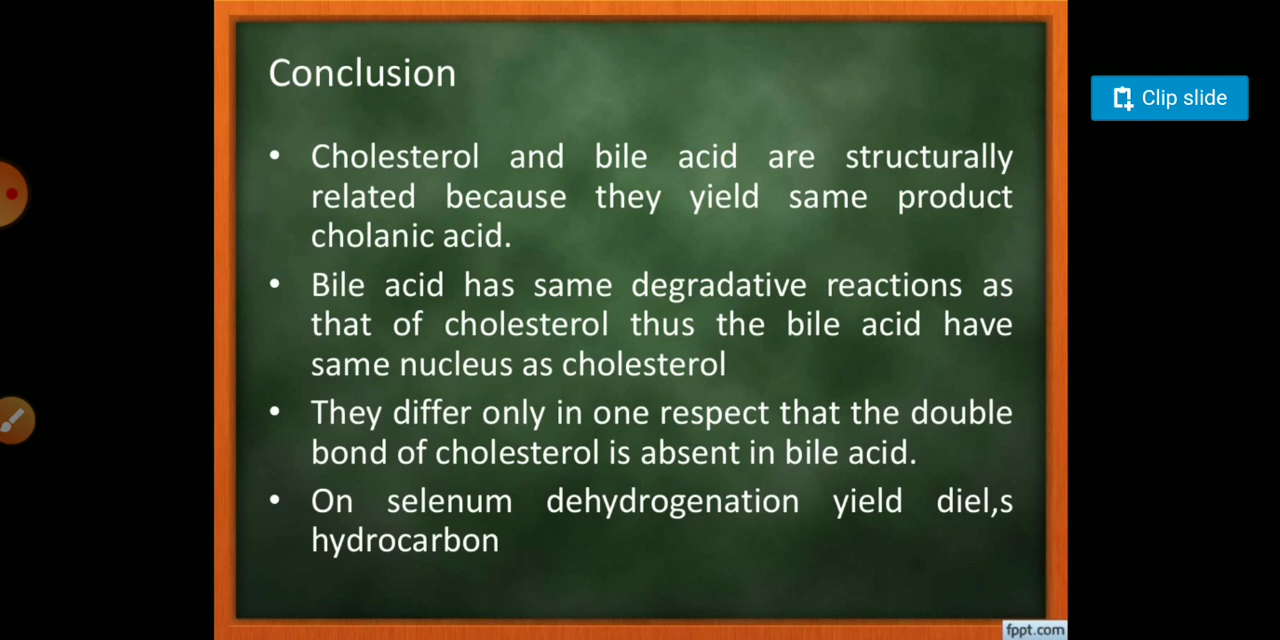 Conclusion
Clip slide
• Cholesterol and bile acid are structurally
related because they yield same product
cholanic acid.
• Bile acid has same degradative reactions as
that of cholesterol thus the bile acid have
same nucleus as cholesterol
• They differ only in one respect that the double
bond of cholesterol is absent in bile acid.
• On selenum dehydrogenation yield diel,s
hydrocarbon
fppt.com